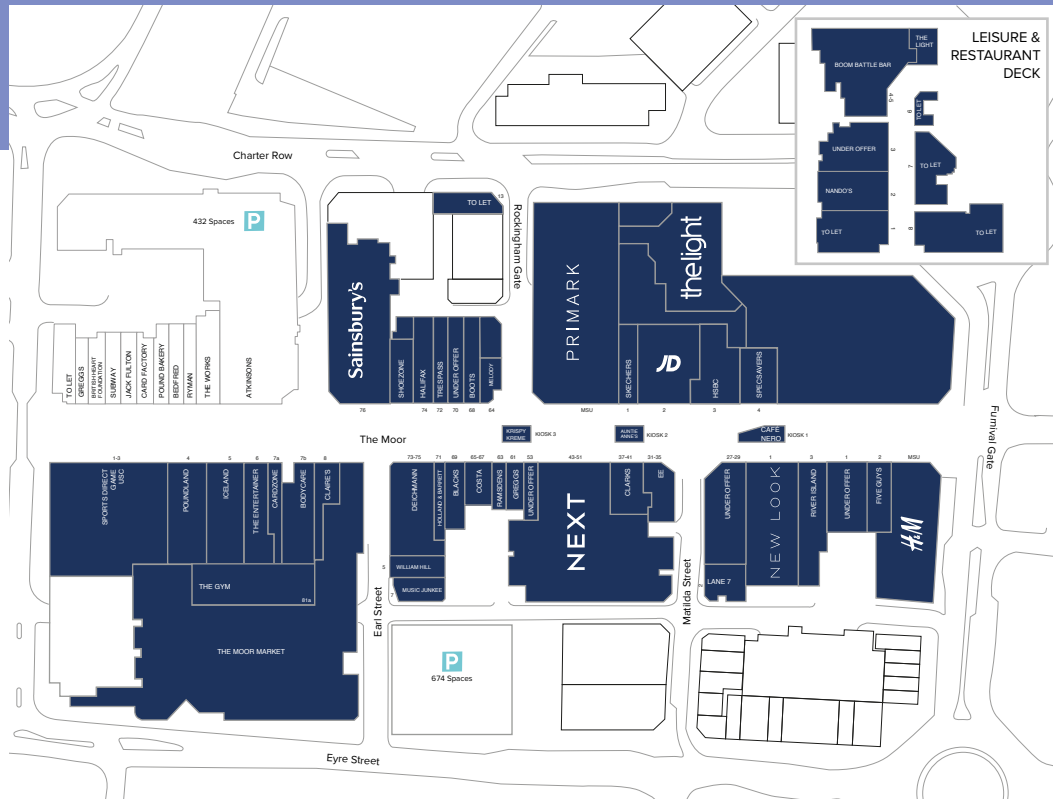 LEISURE &
RESTAURANT
DECK
THE
LIGHT
BOOM BATTLE BAR
4-5
6
TO LET
UNDER OFFER
3
7
TO LET
NANDO'S
2
TO LET
1
8
TO LET
Charter Row
432 Spaces
P
TO LET
13
Rockingham Gate
Sainsbury's
PRIMARK
thelight
TO LET
GREGGS
BRITISH HEART
FOUNDATION
SUBWAY
JACK FULTON
CARD FACTORY
POUND BAKERY
BEDFRED
RYMAN
THE WORKS
ATKINSONS
SHOEZONE
HALIFAX
TRESPASS
UNDER OFFER
BOOTS
MELODY
SKECHERS
JD
HSBC
SPECSAVERS
76
74
72
70
68
64
MSU
1
2
3
4
Furnival Gate
The Moor
KRISPY
KREME
KIOSK 3
AUNTIE
ANNE'S
KIOSK 2
CAFE
NERO
KIOSK 1
1-3
4
5
6
7a
7b
8
73-75
71
69
65-67
63
61
53
43-51
37-41
31-35
27-29
1
3
1
2
MSU
SPORTS DIRECT
GAME
USC
POUNDLAND
ICELAND
THE ENTERTAINER
CARDZONE
BODYCARE
CLAIRE'S
DEICHMANN
HOLLAND & BARRETT
BLACKS
COSTA
RAMSDENS
GREGGS
UNDER OFFER
NEXT
CLARKS
EE
UNDER OFFER
NEW LOOK
RIVER ISLAND
UNDER OFFER
FIVE GUYS
H&M
5
WILLIAM HILL
7
MUSIC JUNKEE
LANE 7
2
THE GYM
81a
THE MOOR MARKET
Earl Street
Matilda Street
P
674 Spaces
Eyre Street